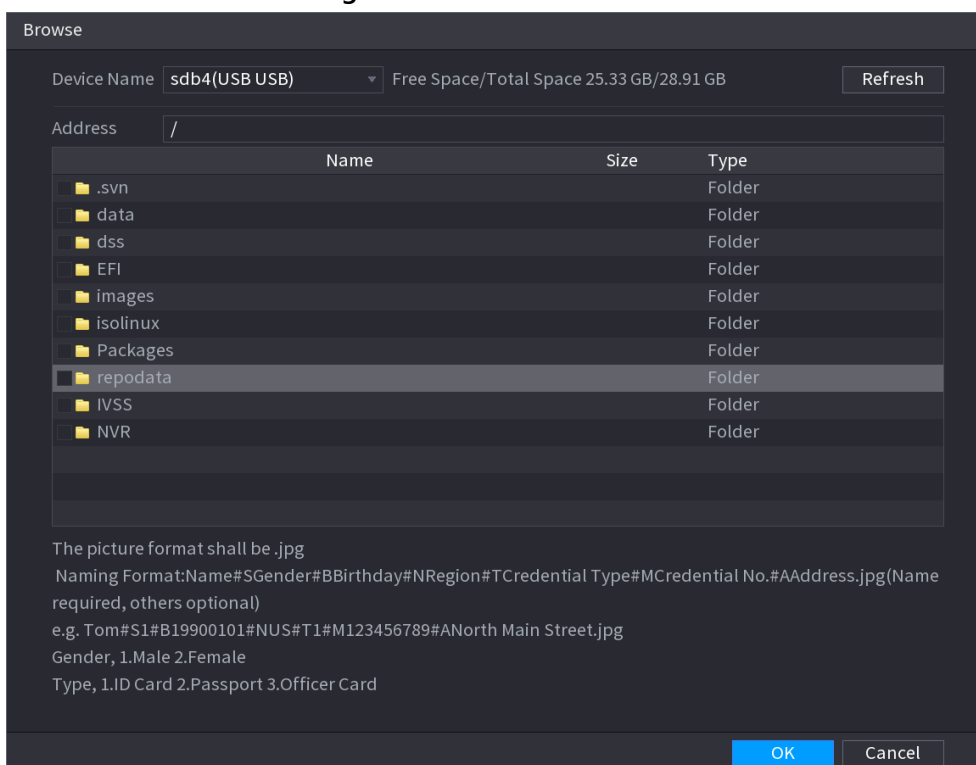 Browse
Device Name sdb4(USB USB) Free Space/Total Space 25.33 GB/28.91 GB Refresh
Address /
Name Size Type
.svn Folder
data Folder
dss Folder
EFI Folder
images Folder
isolinux Folder
Packages Folder
repodata Folder
IVSS Folder
NVR Folder
The picture format shall be .jpg
Naming Format:Name#SGender#BBirthday#NRegion#TCredential Type#MCredential No.#AAddress.jpg(Name
required, others optional)
e.g. Tom#S1#B19900101#NUS#T1#M123456789#ANorth Main Street.jpg
Gender, 1.Male 2.Female
Type, 1.ID Card 2.Passport 3.Officer Card
OK Cancel